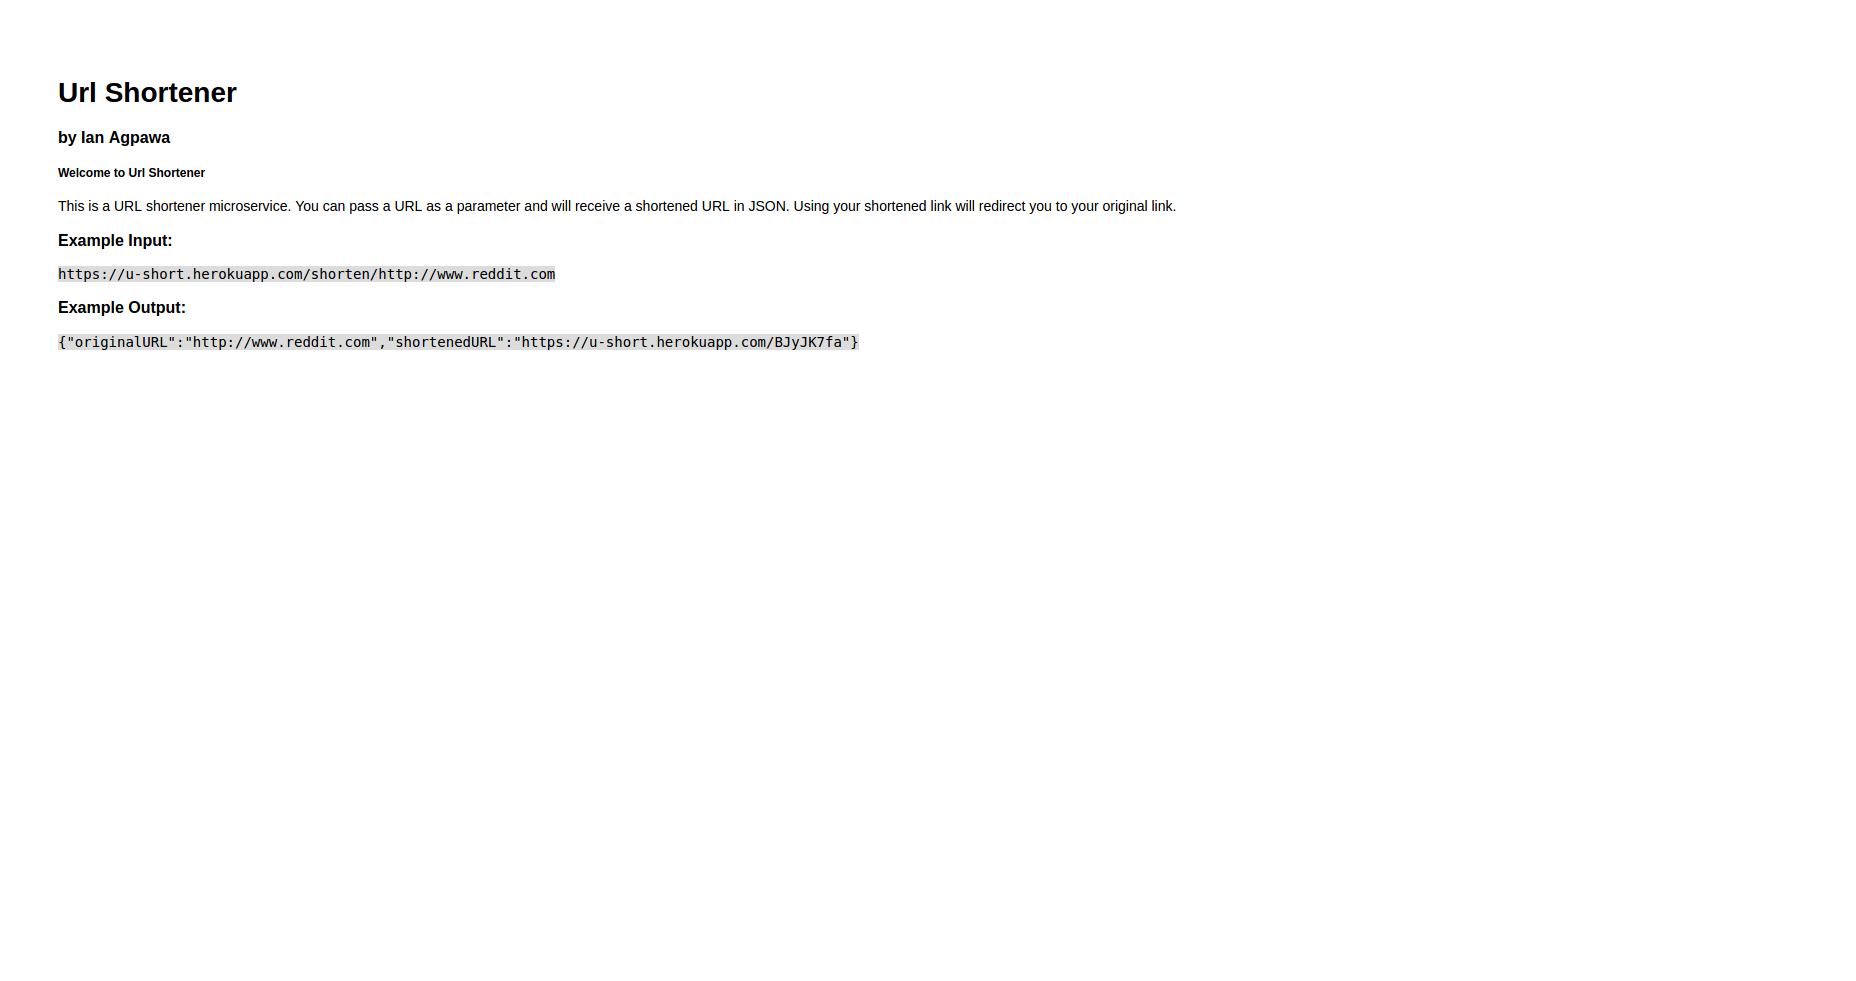 Url Shortener
by Ian Agpawa
Welcome to Url Shortener
This is a URL shortener microservice. You can pass a URL as a parameter and will receive a shortened URL in JSON. Using your shortened link will redirect you to your original link.
Example Input:
https://u-short.herokuapp.com/shorten/http://www.reddit.com
Example Output:
{"originalURL":"http://www.reddit.com","shortenedURL":"https://u-short.herokuapp.com/BJyJK7fa"}